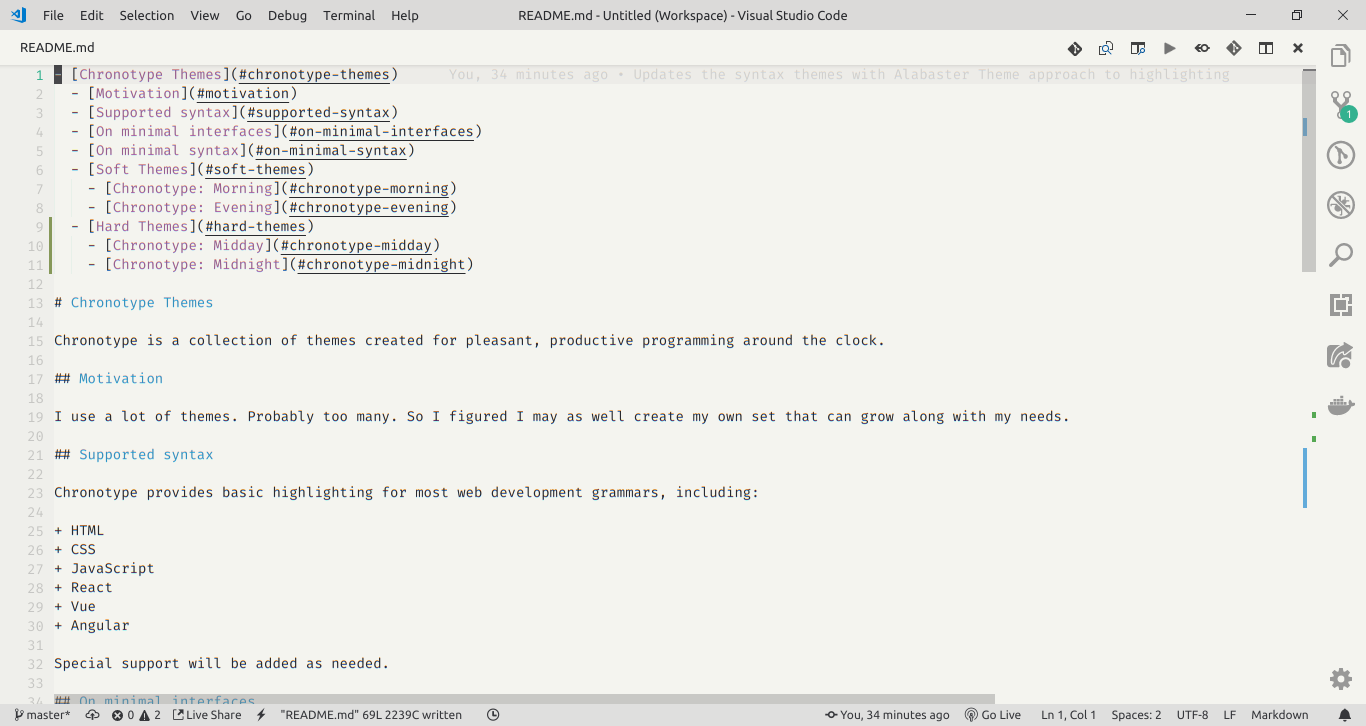 File Edit Selection View Go Debug Terminal Help README.md - Untitled (Workspace) - Visual Studio Code
README.md
1 - [Chronotype Themes](#chronotype-themes) You, 34 minutes ago • Updates the syntax themes with Alabaster Theme approach to highlighting
2 - [Motivation](#motivation)
3 - [Supported syntax](#supported-syntax)
4 - [On minimal interfaces](#on-minimal-interfaces)
5 - [On minimal syntax](#on-minimal-syntax)
6 - [Soft Themes](#soft-themes)
7 - [Chronotype: Morning](#chronotype-morning)
8 - [Chronotype: Evening](#chronotype-evening)
9 - [Hard Themes](#hard-themes)
10 - [Chronotype: Midday](#chronotype-midday)
11 - [Chronotype: Midnight](#chronotype-midnight)
12
13 # Chronotype Themes
14
15 Chronotype is a collection of themes created for pleasant, productive programming around the clock.
16
17 ## Motivation
18
19 I use a lot of themes. Probably too many. So I figured I may as well create my own set that can grow along with my needs.
20
21 ## Supported syntax
22
23 Chronotype provides basic highlighting for most web development grammars, including:
24
25 + HTML
26 + CSS
27 + JavaScript
28 + React
29 + Vue
30 + Angular
31
32 Special support will be added as needed.
33
34 ## On minimal interfaces
1
master* 0 2 Live Share "README.md" 69L 2239C written You, 34 minutes ago Go Live Ln 1, Col 1 Spaces: 2 UTF-8 LF Markdown